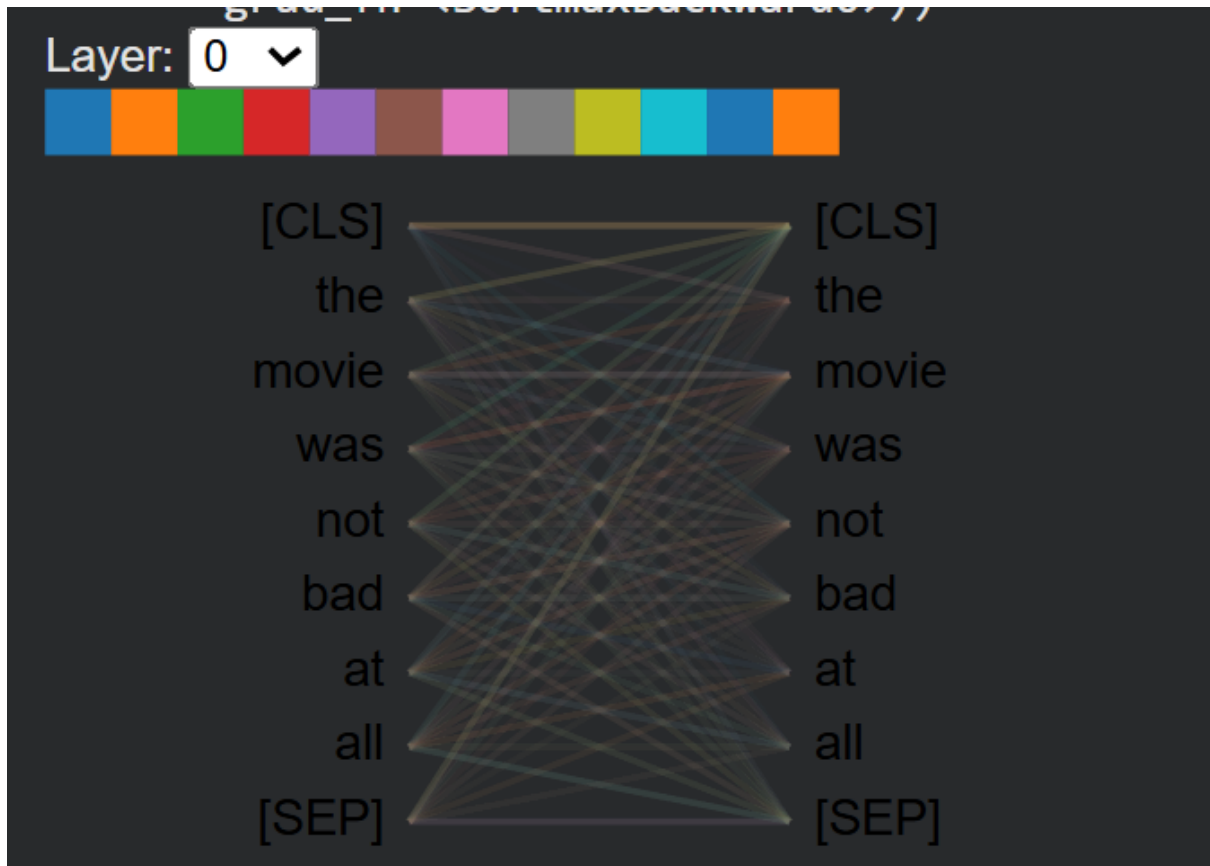 Layer: 0
[CLS] [CLS]
the the
movie movie
was was
not not
bad bad
at at
all all
[SEP] [SEP]